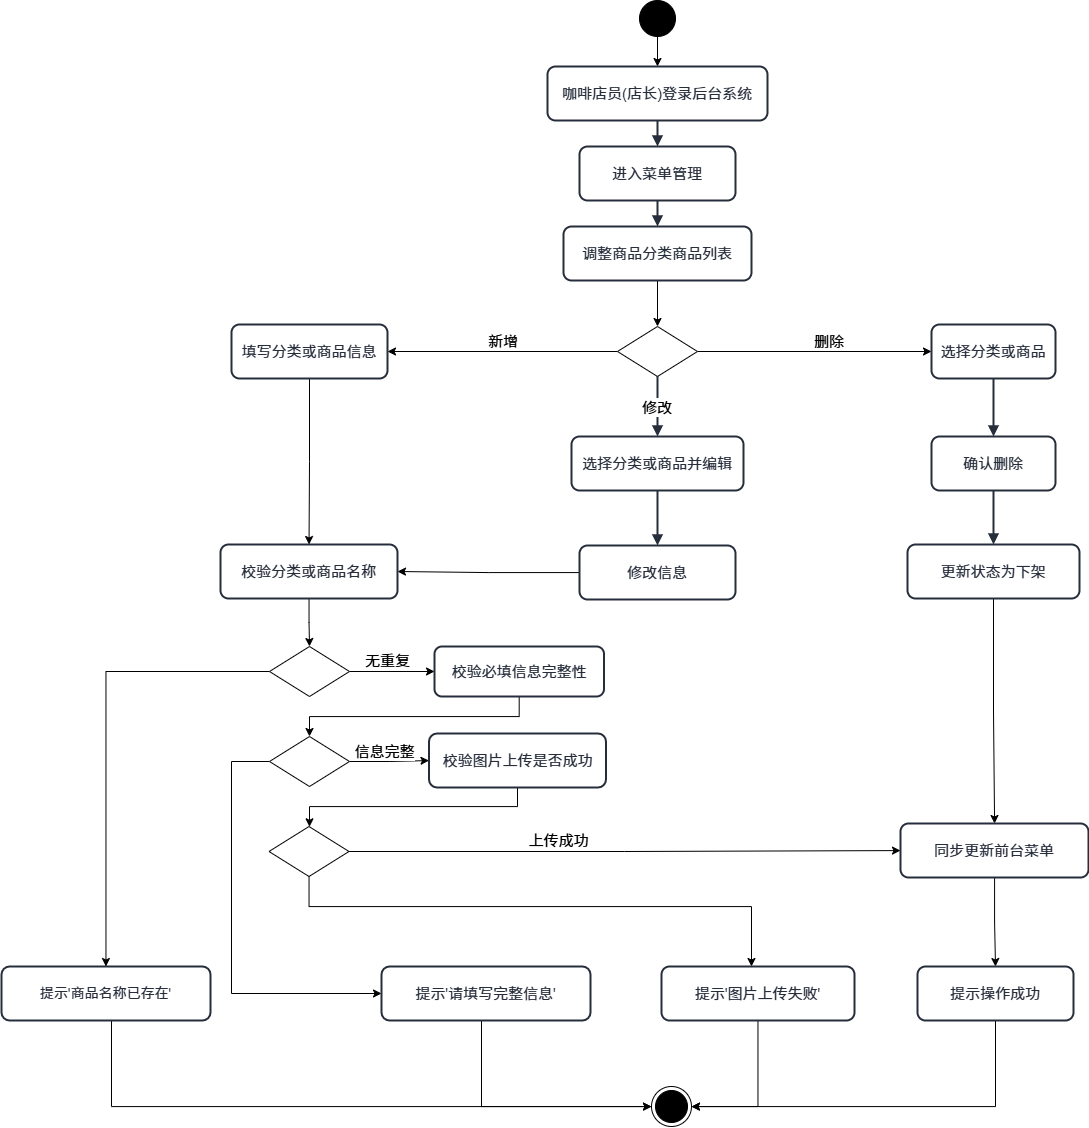 咖啡店员(店长)登录后台系统
进入菜单管理
调整商品分类商品列表
填写分类或商品信息
新增
删除
选择分类或商品
修改
选择分类或商品并编辑
确认删除
校验分类或商品名称
修改信息
更新状态为下架
无重复
校验必填信息完整性
信息完整
校验图片上传是否成功
上传成功
同步更新前台菜单
提示'商品名称已存在'
提示'请填写完整信息'
提示'图片上传失败'
提示操作成功